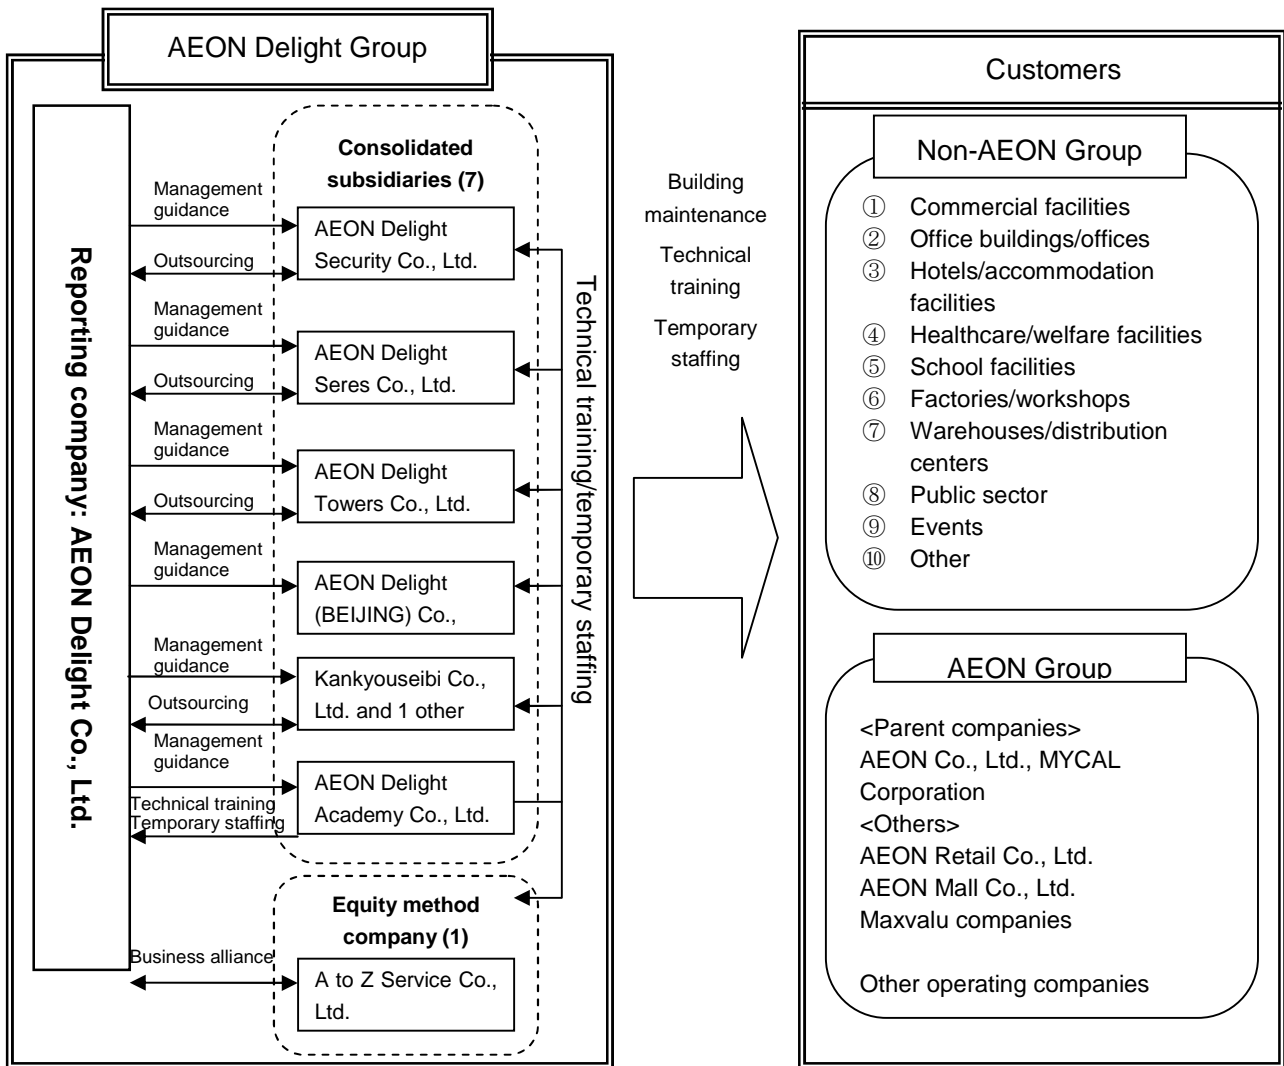 AEON Delight Group
Reporting company: AEON Delight Co., Ltd.
Consolidated
subsidiaries (7)
Management
guidance
Outsourcing
AEON Delight
Security Co., Ltd.
Management
guidance
Outsourcing
AEON Delight
Seres Co., Ltd.
Management
guidance
Outsourcing
AEON Delight
Towers Co., Ltd.
Management
guidance
AEON Delight
(BEIJING) Co.,
Management
guidance
Outsourcing
Kankyouseibi Co.,
Ltd. and 1 other
Management
guidance
Technical training
Temporary staffing
AEON Delight
Academy Co., Ltd.
Technical training/temporary staffing
Equity method
company (1)
Business alliance
A to Z Service Co.,
Ltd.
Building
maintenance
Technical
training
Temporary
staffing
Customers
Non-AEON Group
① Commercial facilities
② Office buildings/offices
③ Hotels/accommodation
facilities
④ Healthcare/welfare facilities
⑤ School facilities
⑥ Factories/workshops
⑦ Warehouses/distribution
centers
⑧ Public sector
⑨ Events
⑩ Other
AEON Group
<Parent companies>
AEON Co., Ltd., MYCAL
Corporation
<Others>
AEON Retail Co., Ltd.
AEON Mall Co., Ltd.
Maxvalu companies
Other operating companies